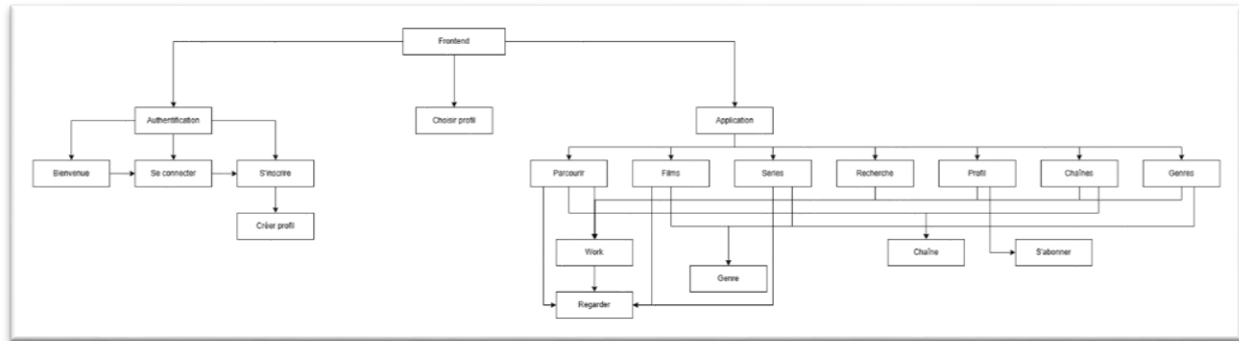 Frontend
Authentification
Choisir profil
Application
Bienvenue
Se connecter
S'inscrire
Parcourir
Films
Series
Recherche
Profil
Chaînes
Genres
Créer profil
Work
Genre
Chaîne
S'abonner
Regarder